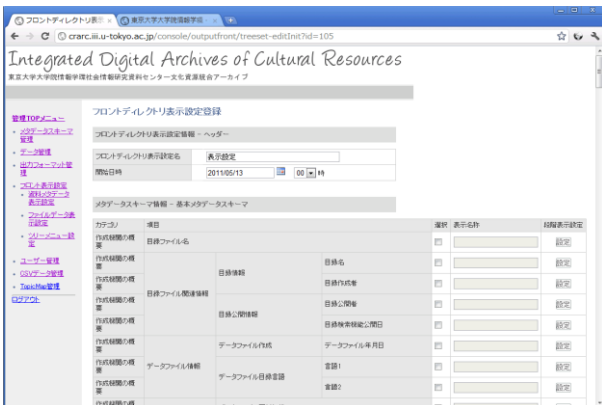 フロントディレクトリ表示
東京大学大学院情報学環
crarc.iii.u-tokyo.ac.jp/console/outputfront/treeset-editInit?id=105
Integrated Digital Archives of Cultural Resources
東京大学大学院情報学環社会情報研究資料センター文化資源統合アーカイブ
フロントディレクトリ表示設定登録
管理TOPメニュー
メタデータスキーマ管理
データ管理
出力フォーマット管理
フロント表示設定
資料メタデータ表示設定
ファイルデータ表示設定
ツリーメニュー設定
ユーザー管理
CSVデータ管理
TopicMap管理
ログアウト
フロントディレクトリ表示設定情報 - ヘッダー
フロントディレクトリ表示設定名 表示設定
開始日時 2011/05/13 00 時
メタデータスキーマ情報 - 基本メタデータスキーマ
カテゴリ 項目 選択 表示名称 段階表示設定
作成機関の概要 目録ファイル名 設定
作成機関の概要 目録ファイル関連情報 目録情報 目録名 設定
作成機関の概要 目録作成者 設定
作成機関の概要 目録公開情報 目録公開者 設定
作成機関の概要 目録検索機能公開日 設定
作成機関の概要 データファイル情報 データファイル作成 データファイル年月日 設定
作成機関の概要 データファイル目録言語 言語1 設定
作成機関の概要 言語2 設定
作成機関の概